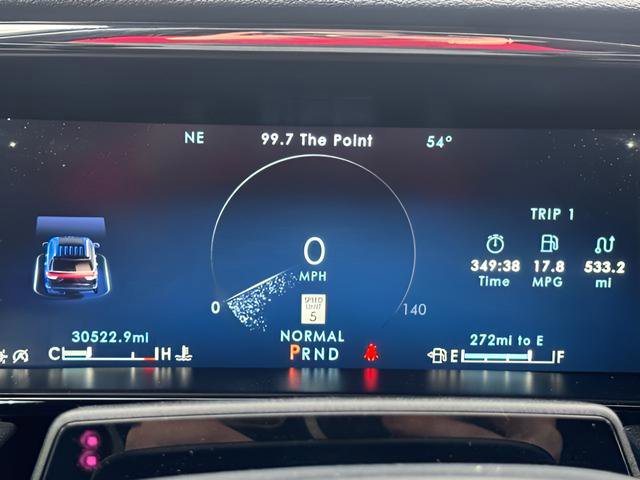 NE 99.7 The Point 54°
TRIP 1
0
MPH
349:38 17.8 533.2
Time MPG mi
0 140
SPEED
LIMIT
5
30522.9mi NORMAL 272mi to E
C H PRND E F